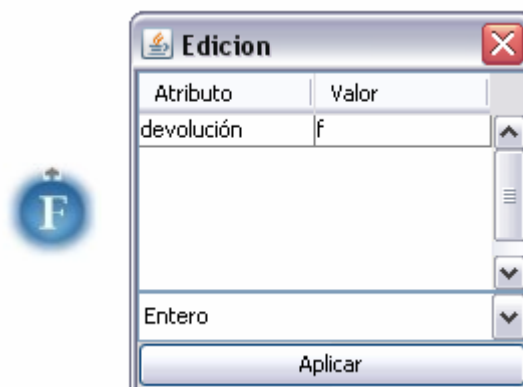 Edicion
Atributo Valor
devolución f
F
Entero
Aplicar